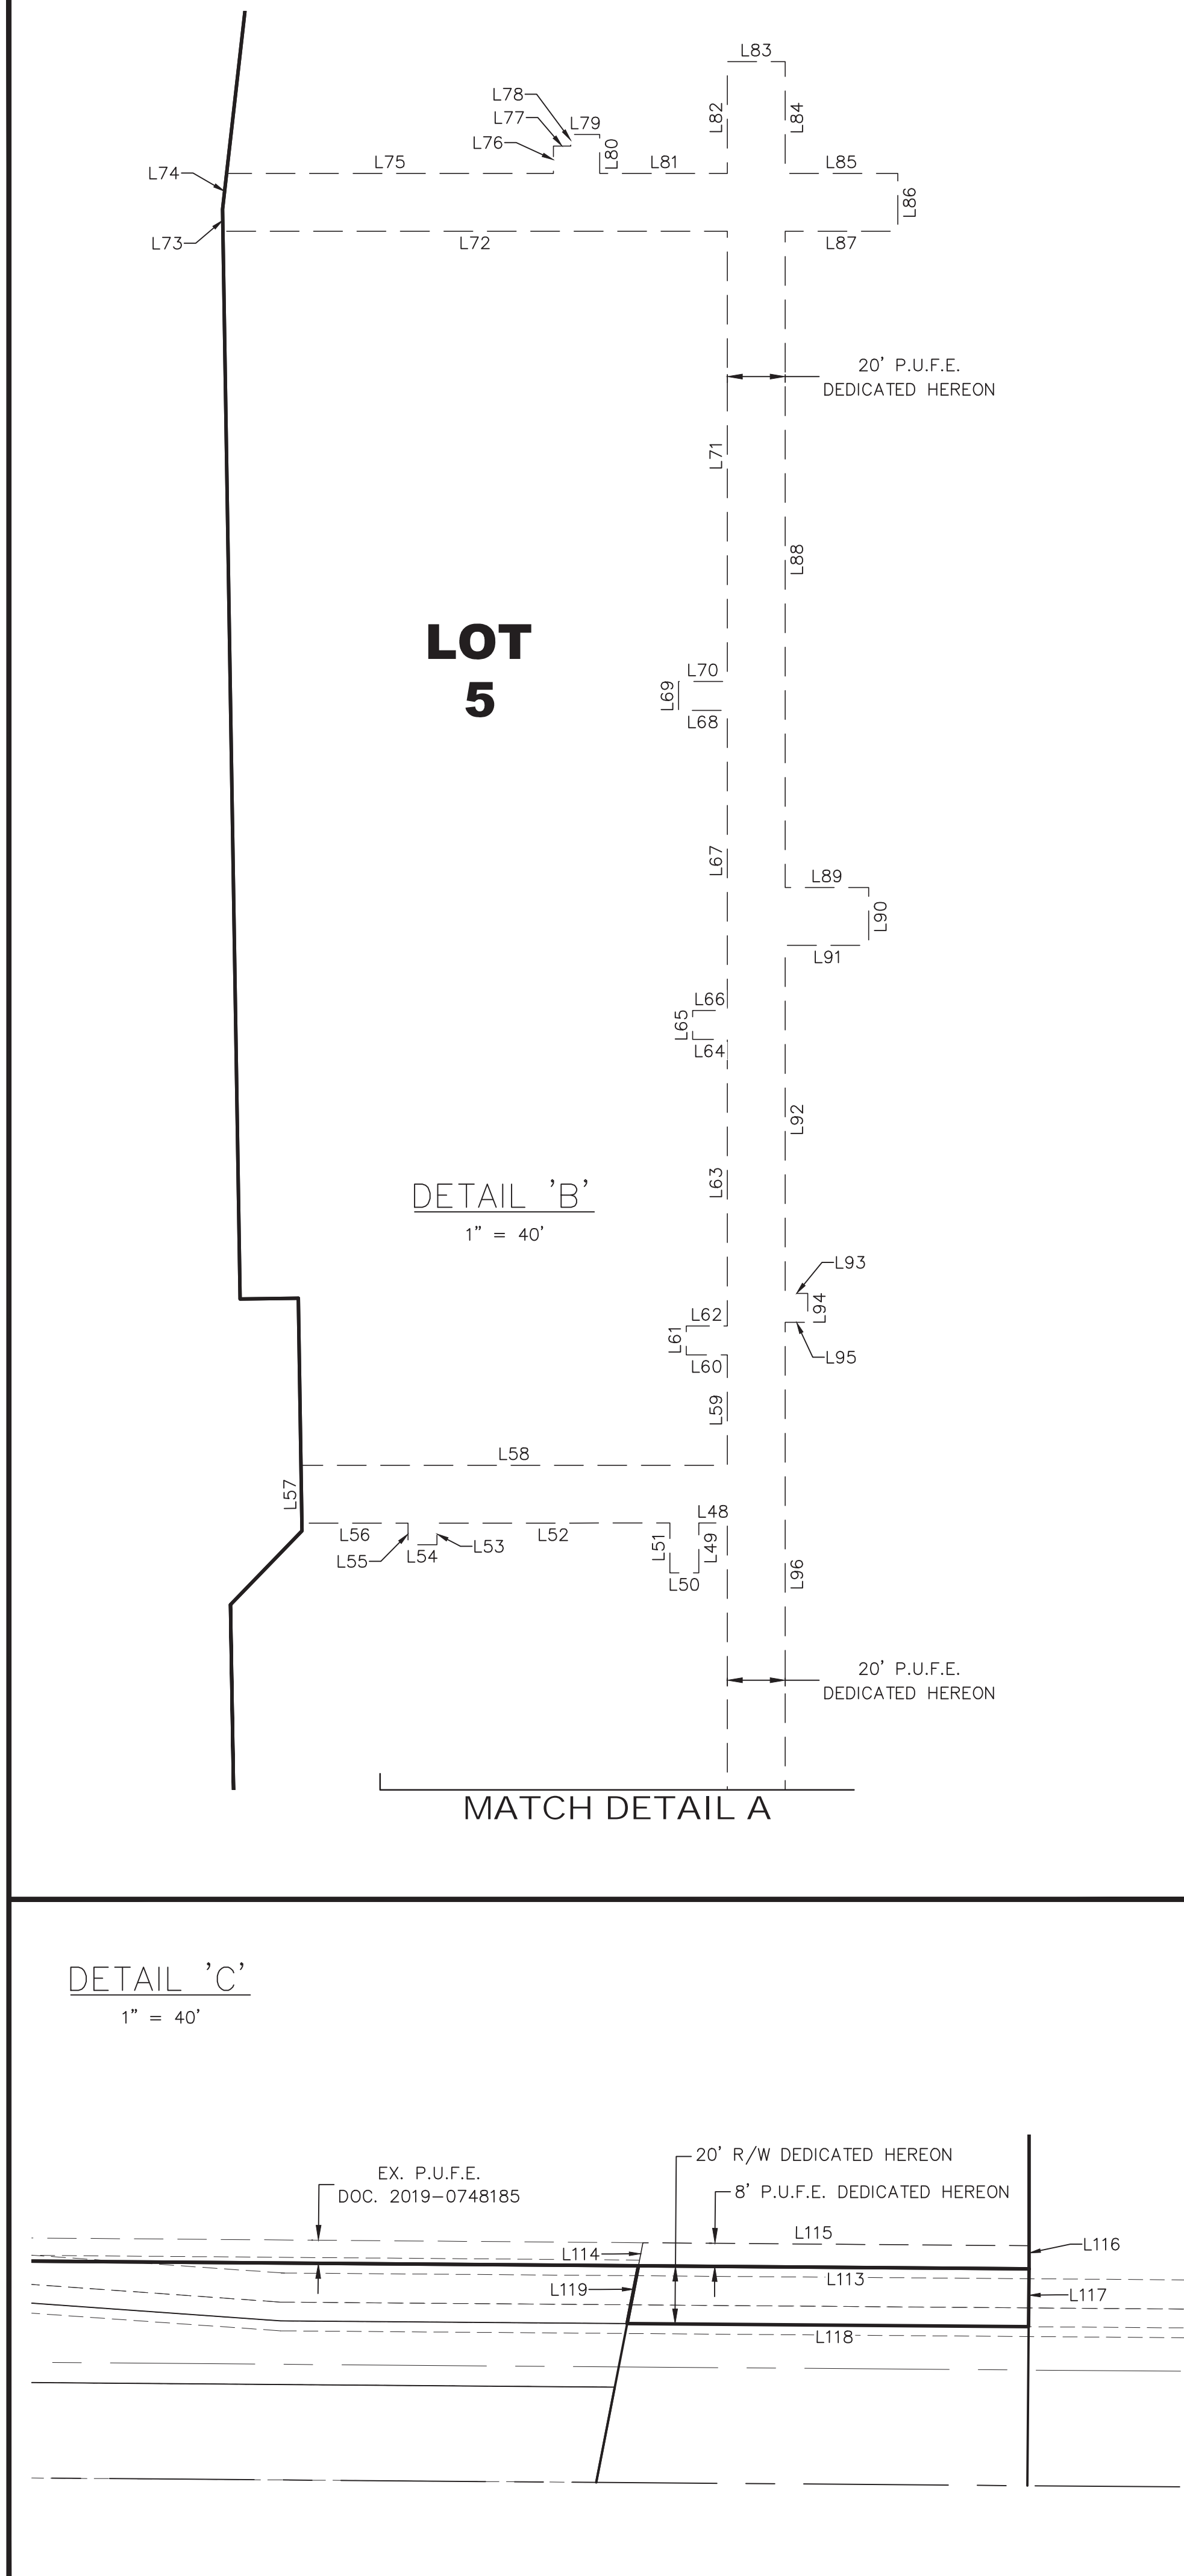 L83
L78
L77
L79
L82
L84
L76
L80
L75
L81
L85
L74
L86
L73
L72
L87
20' P.U.F.E.
DEDICATED HEREON
L71
L88
LOT
5
L70
L69
L68
L67
L89
L90
L91
L66
L65
L64
L92
L63
DETAIL 'B'
1" = 40'
L93
L94
L62
L61
L60
L95
L59
L58
L57
L48
L56
L52
L51
L49
L55
L54
L53
L50
L96
20' P.U.F.E.
DEDICATED HEREON
MATCH DETAIL A
DETAIL 'C'
1" = 40'
20' R/W DEDICATED HEREON
EX. P.U.F.E.
DOC. 2019-0748185
8' P.U.F.E. DEDICATED HEREON
L115
L116
L114
L113
L119
L117
L118